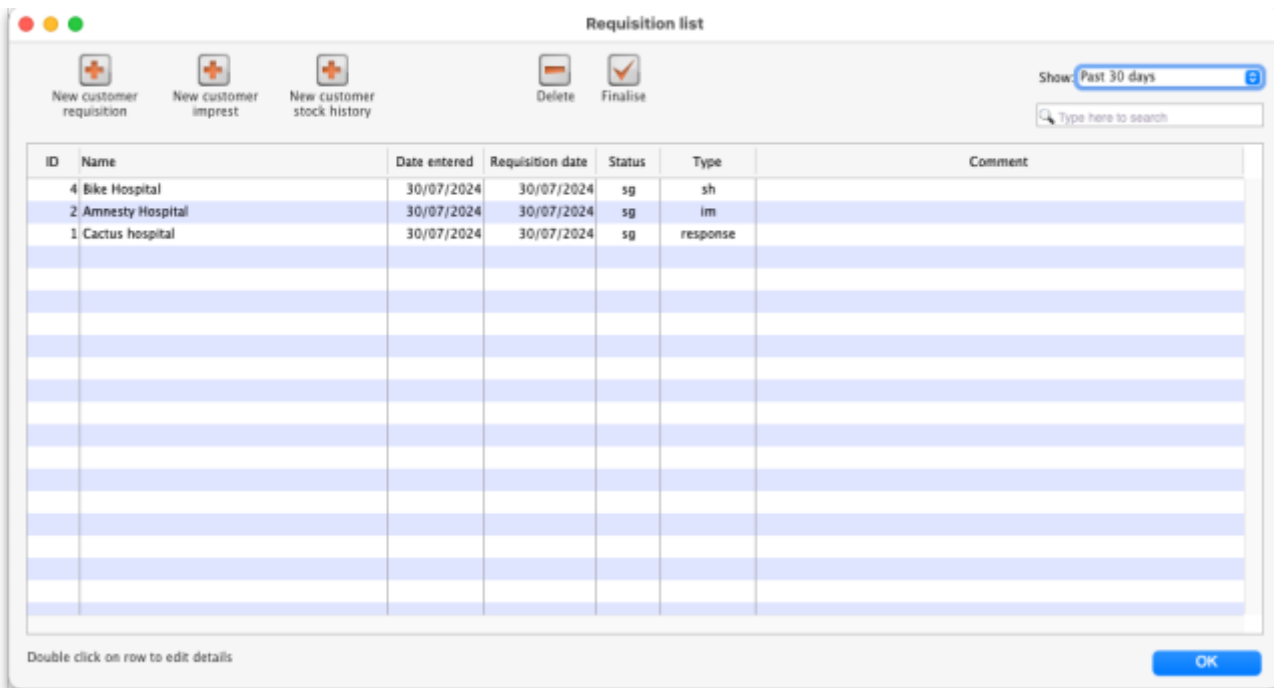 Requisition list
New customer requisition
New customer imprest
New customer stock history
Delete
Finalise
Show: Past 30 days
Type here to search
ID Name Date entered Requisition date Status Type Comment
4 Bike Hospital 30/07/2024 30/07/2024 sg sh
2 Amnesty Hospital 30/07/2024 30/07/2024 sg im
1 Cactus hospital 30/07/2024 30/07/2024 sg response
Double click on row to edit details
OK